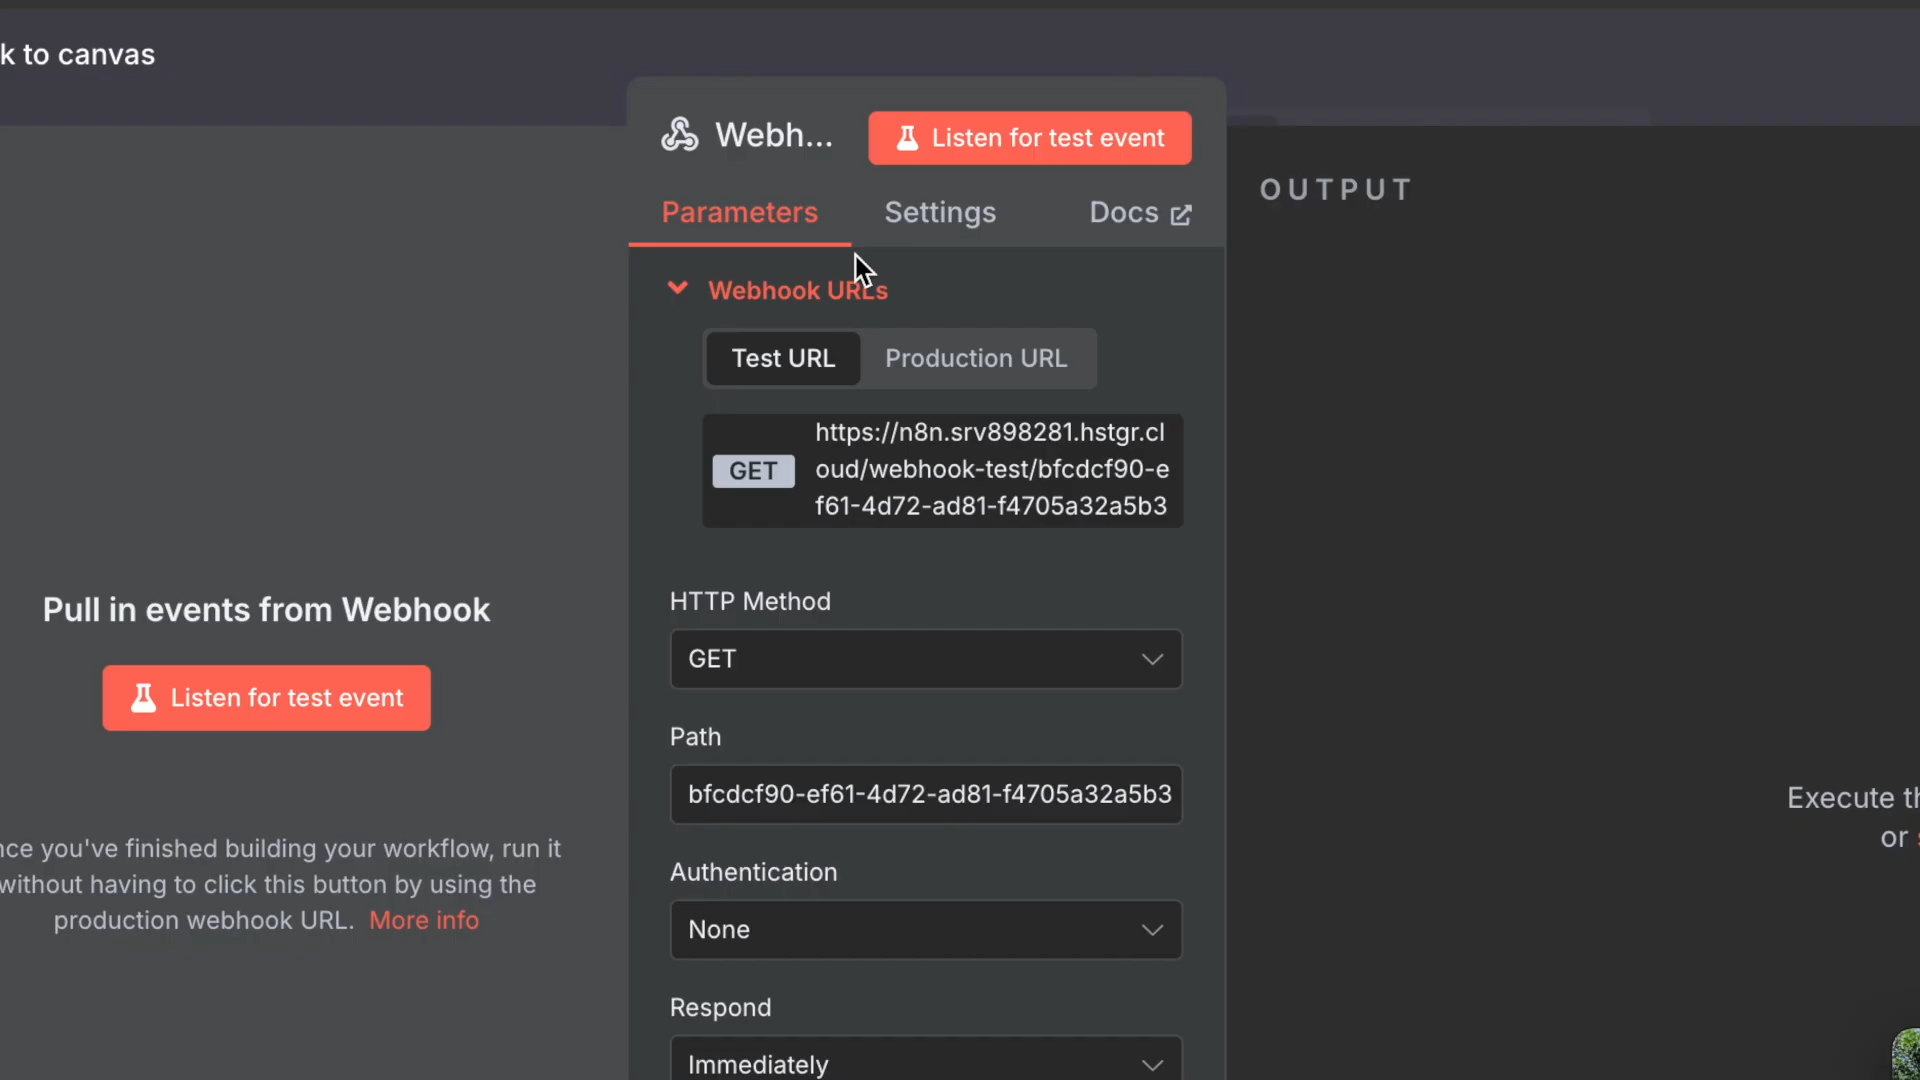 k to canvas
Webh...
Listen for test event
Parameters
Settings
Docs
OUTPUT
Webhook URLs
Test URL
Production URL
GET
https://n8n.srv898281.hstgr.cl
oud/webhook-test/bfcdcf90-e
f61-4d72-ad81-f4705a32a5b3
HTTP Method
GET
Path
bfcdcf90-ef61-4d72-ad81-f4705a32a5b3
Authentication
None
Respond
Immediately
Pull in events from Webhook
Listen for test event
nce you've finished building your workflow, run it
without having to click this button by using the
production webhook URL. More info
Execute th
or